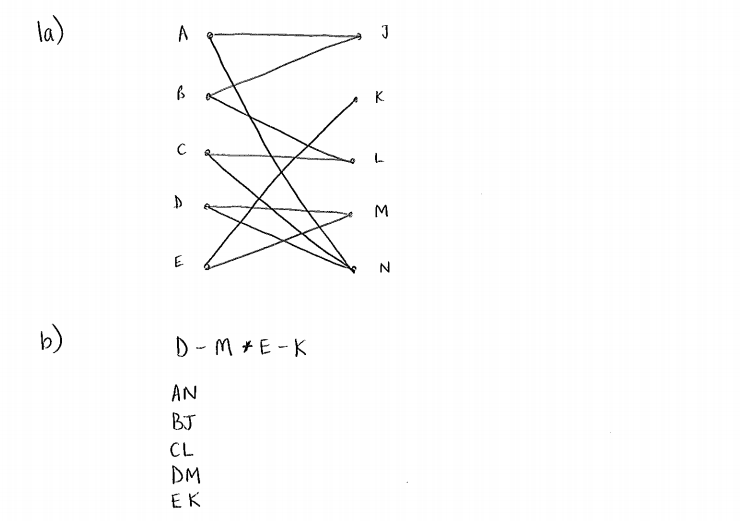 1a)
A J
B K
C L
D M
E N
b)
D - M * E - K
AN
BJ
CL
DM
EK